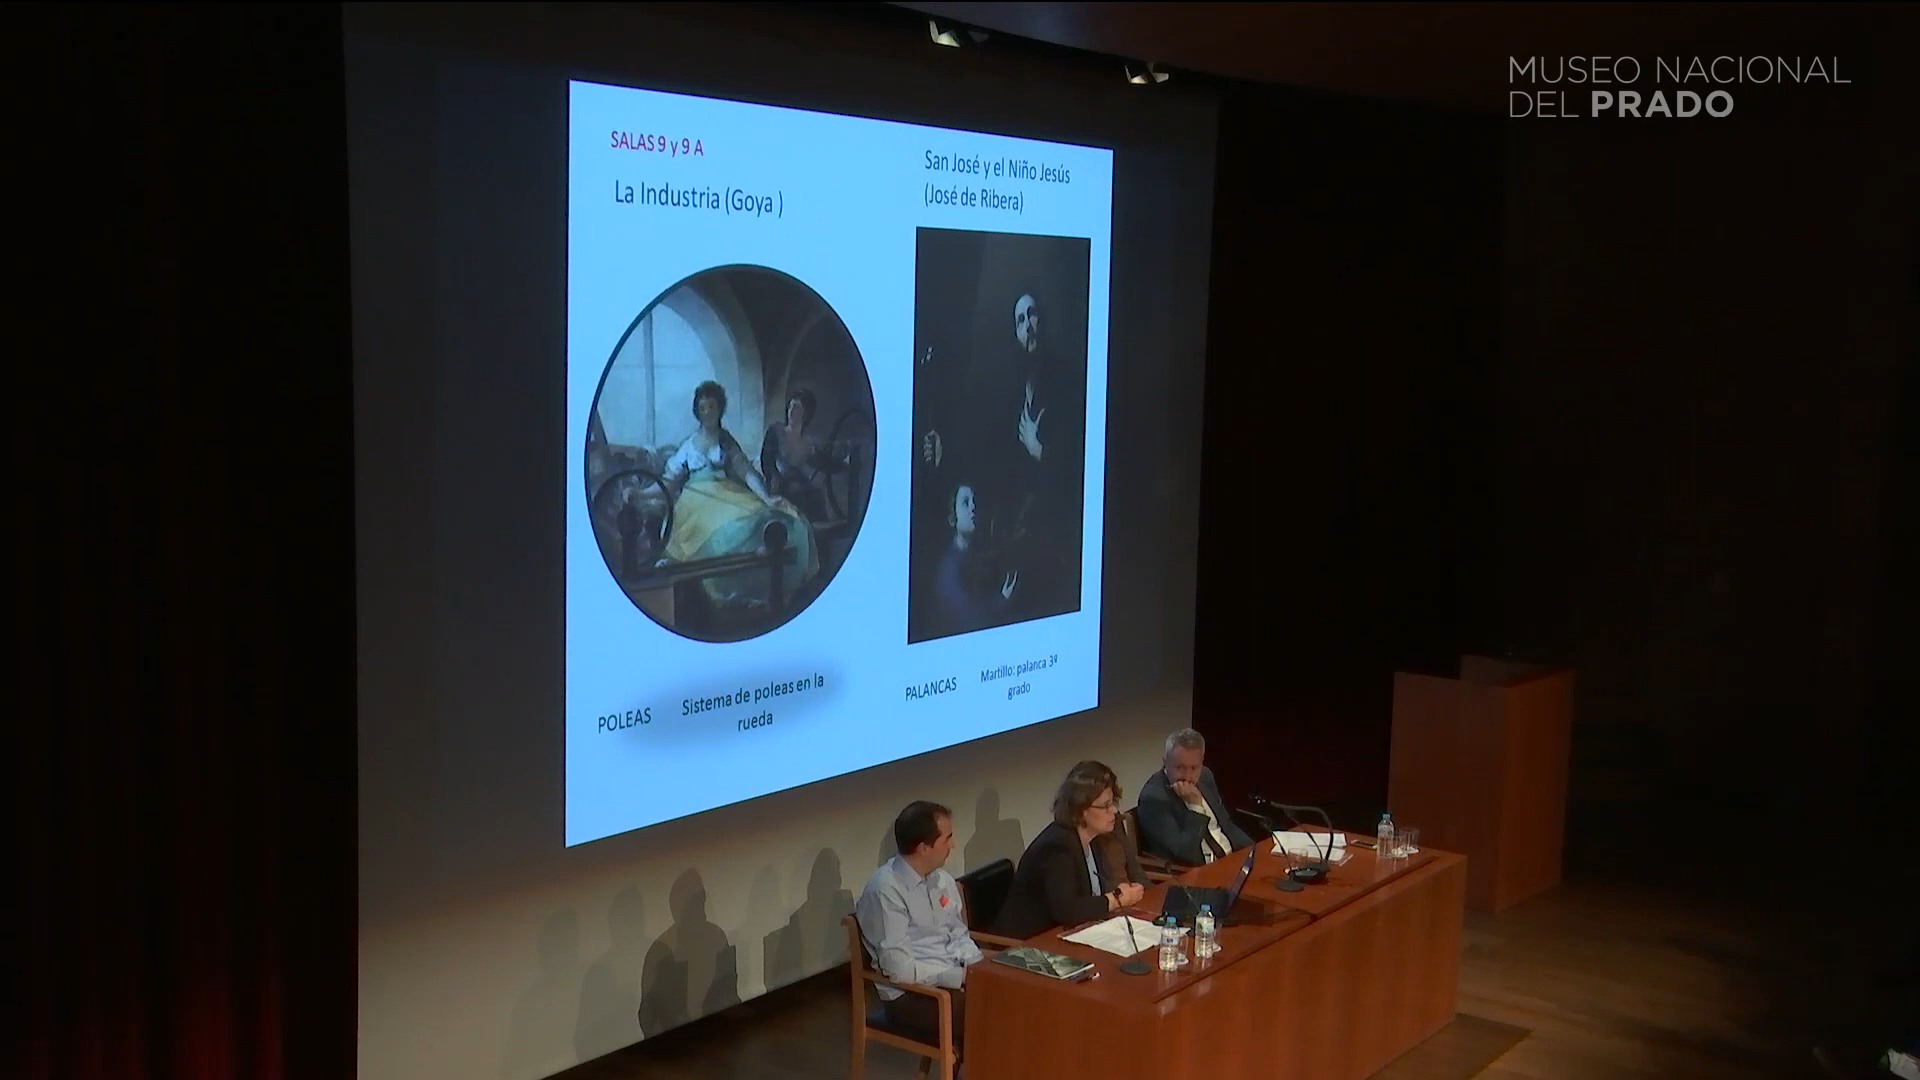 MUSEO NACIONAL
DEL PRADO
SALAS 9 y 9 A
La Industria (Goya )
San José y el Niño Jesús
(José de Ribera)
POLEAS
Sistema de poleas en la
rueda
PALANCAS
Martillo: palanca 3º
grado